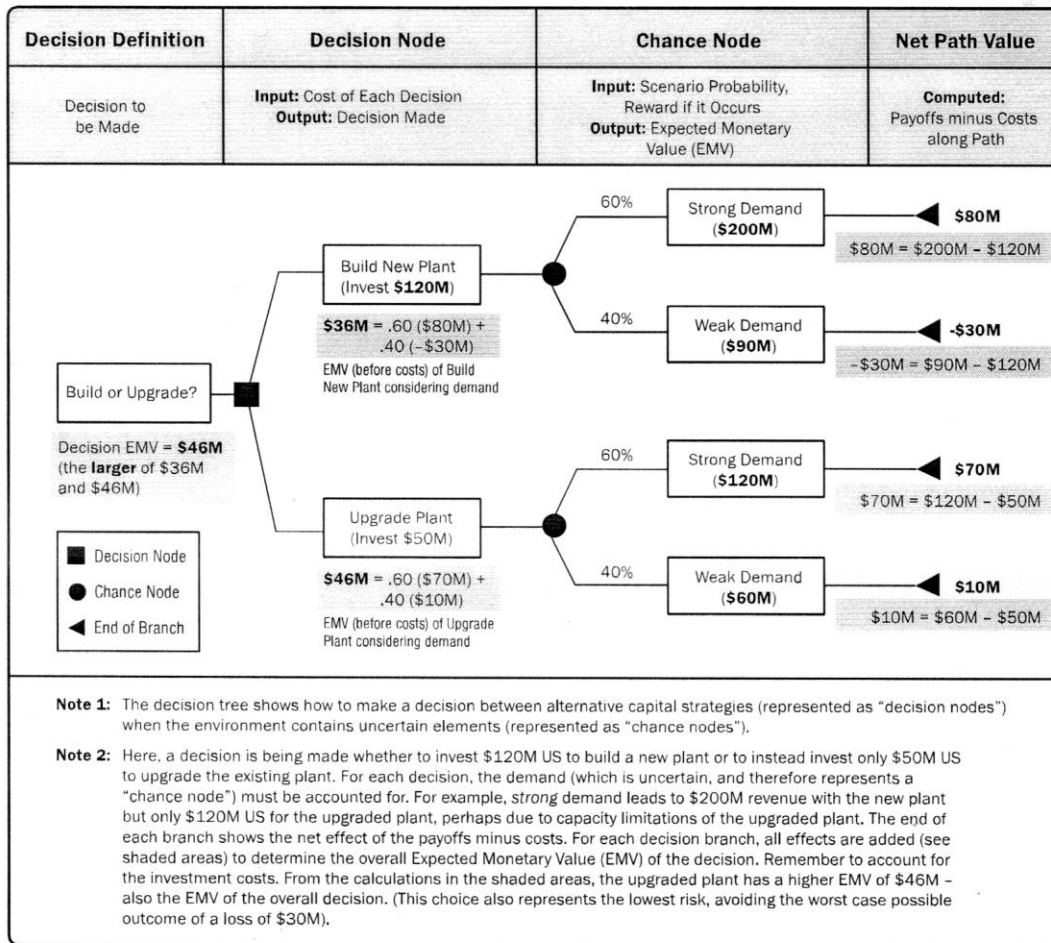 Decision Definition
Decision Node
Chance Node
Net Path Value
Decision to
be Made
Input: Cost of Each Decision
Output: Decision Made
Input: Scenario Probability,
Reward if it Occurs
Output: Expected Monetary
Value (EMV)
Computed:
Payoffs minus Costs
along Path
Build or Upgrade?
Decision EMV = $46M
(the larger of $36M
and $46M)
Decision Node
Chance Node
End of Branch
Build New Plant
(Invest $120M)
$36M = .60 ($80M) +
.40 (–$30M)
EMV (before costs) of Build
New Plant considering demand
60%
Strong Demand
($200M)
$80M
$80M = $200M – $120M
40%
Weak Demand
($90M)
-$30M
–$30M = $90M – $120M
Upgrade Plant
(Invest $50M)
$46M = .60 ($70M) +
.40 ($10M)
EMV (before costs) of Upgrade
Plant considering demand
60%
Strong Demand
($120M)
$70M
$70M = $120M – $50M
40%
Weak Demand
($60M)
$10M
$10M = $60M – $50M
Note 1: The decision tree shows how to make a decision between alternative capital strategies (represented as “decision nodes”)
when the environment contains uncertain elements (represented as “chance nodes”).
Note 2: Here, a decision is being made whether to invest $120M US to build a new plant or to instead invest only $50M US
to upgrade the existing plant. For each decision, the demand (which is uncertain, and therefore represents a
“chance node”) must be accounted for. For example, strong demand leads to $200M revenue with the new plant
but only $120M US for the upgraded plant, perhaps due to capacity limitations of the upgraded plant. The end of
each branch shows the net effect of the payoffs minus costs. For each decision branch, all effects are added (see
shaded areas) to determine the overall Expected Monetary Value (EMV) of the decision. Remember to account for
the investment costs. From the calculations in the shaded areas, the upgraded plant has a higher EMV of $46M –
also the EMV of the overall decision. (This choice also represents the lowest risk, avoiding the worst case possible
outcome of a loss of $30M).